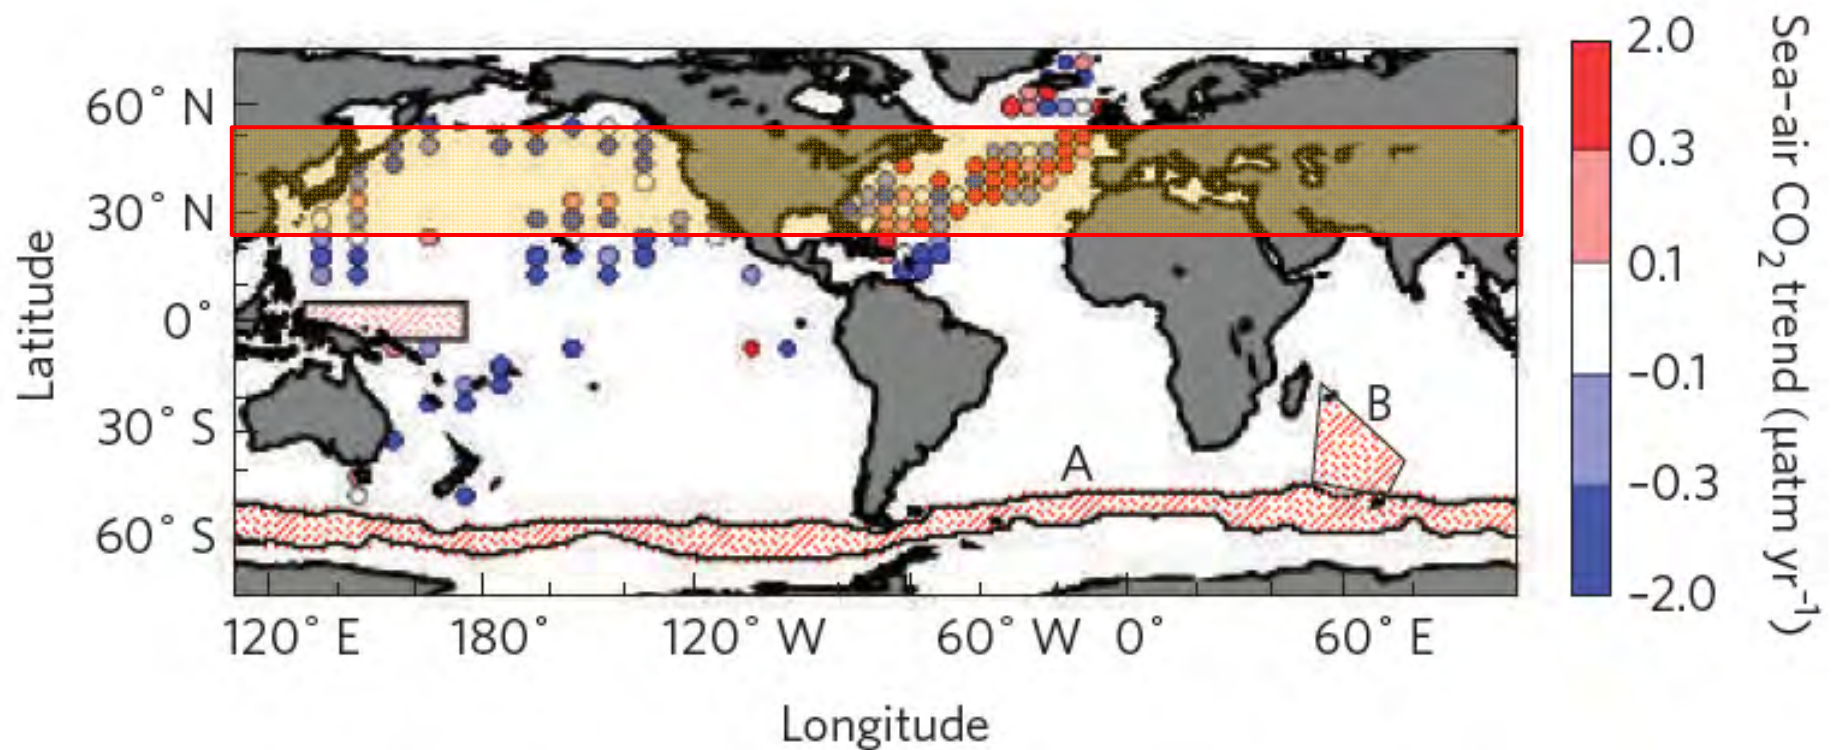 60° N
30° N
0°
30° S
60° S
Latitude
120° E 180° 120° W 60° W 0° 60° E
Longitude
A
B
2.0
0.3
0.1
−0.1
−0.3
−2.0
Sea-air CO₂ trend (µatm yr⁻¹)